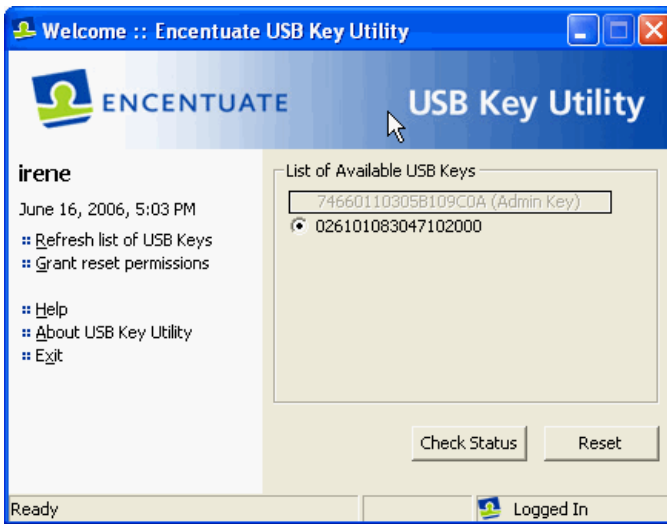 Welcome :: Encentuate USB Key Utility
ENCENTUATE
USB Key Utility
irene
June 16, 2006, 5:03 PM
Refresh list of USB Keys
Grant reset permissions
Help
About USB Key Utility
Exit
List of Available USB Keys
74660110305B109C0A (Admin Key)
026101083047102000
Check Status
Reset
Ready
Logged In